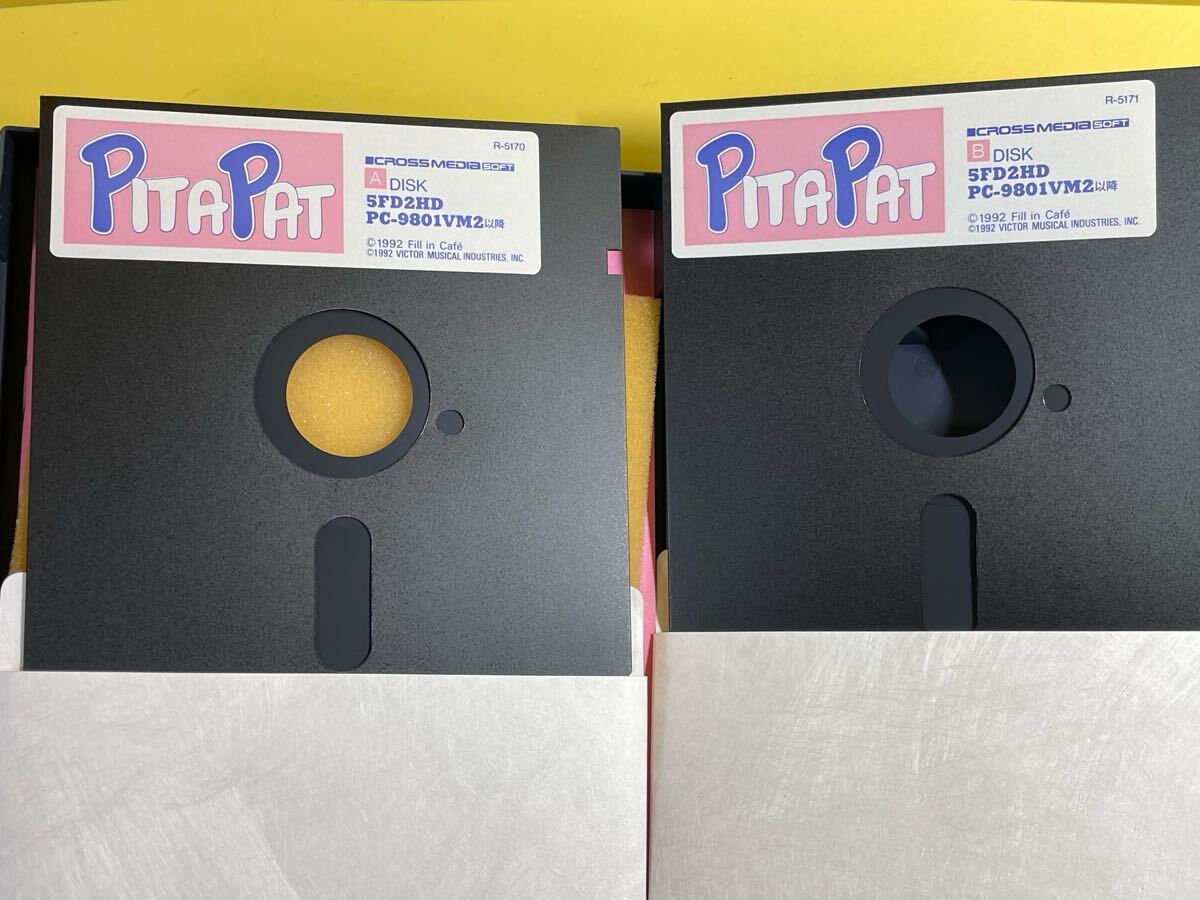 PITAPAT
R-5170
CROSS MEDIA SOFT
A DISK
5FD2HD
PC-9801VM2以降
©1992 Fill in Café
©1992 VICTOR MUSICAL INDUSTRIES, INC.
PITAPAT
R-5171
CROSS MEDIA SOFT
B DISK
5FD2HD
PC-9801VM2以降
©1992 Fill in Café
©1992 VICTOR MUSICAL INDUSTRIES, INC.